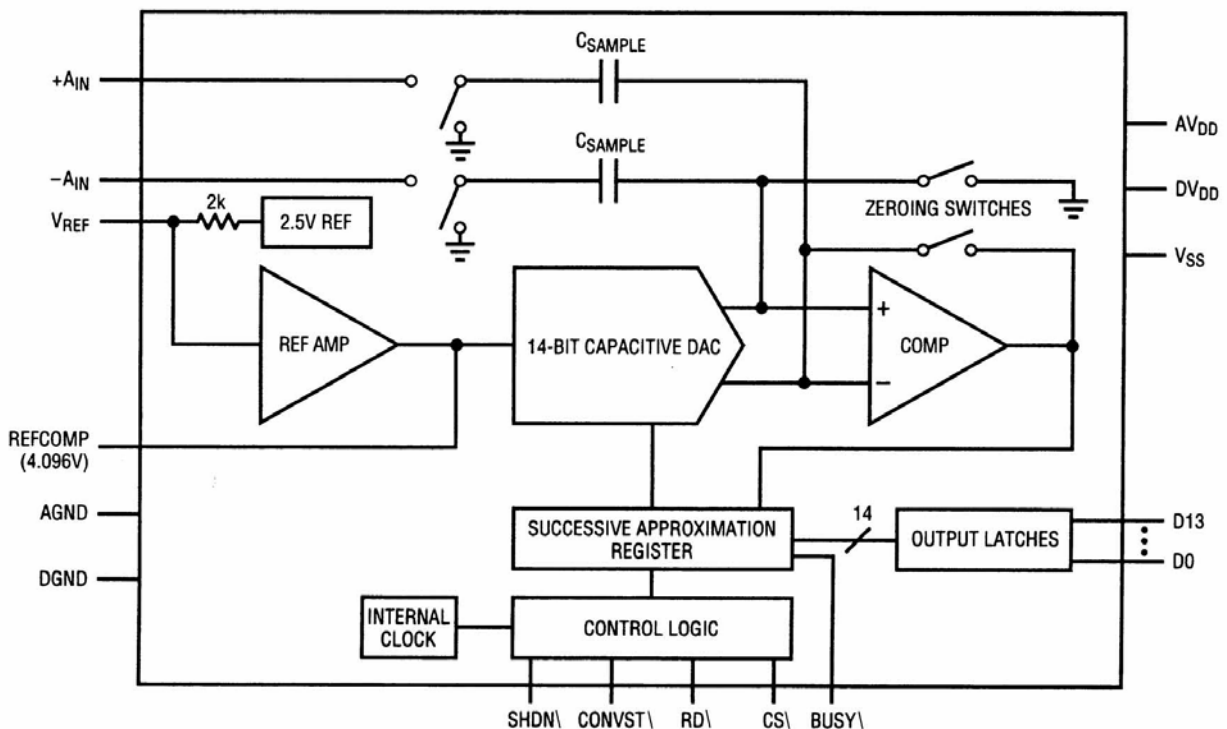 CSAMPLE
+AIN
AVDD
CSAMPLE
−AIN
DVDD
2k
ZEROING SWITCHES
VREF
2.5V REF
VSS
+
REF AMP
14-BIT CAPACITIVE DAC
COMP
−
REFCOMP
(4.096V)
AGND
14
D13
SUCCESSIVE APPROXIMATION
REGISTER
OUTPUT LATCHES
D0
DGND
INTERNAL
CLOCK
CONTROL LOGIC
SHDN\ CONVST\ RD\ CS\ BUSY\